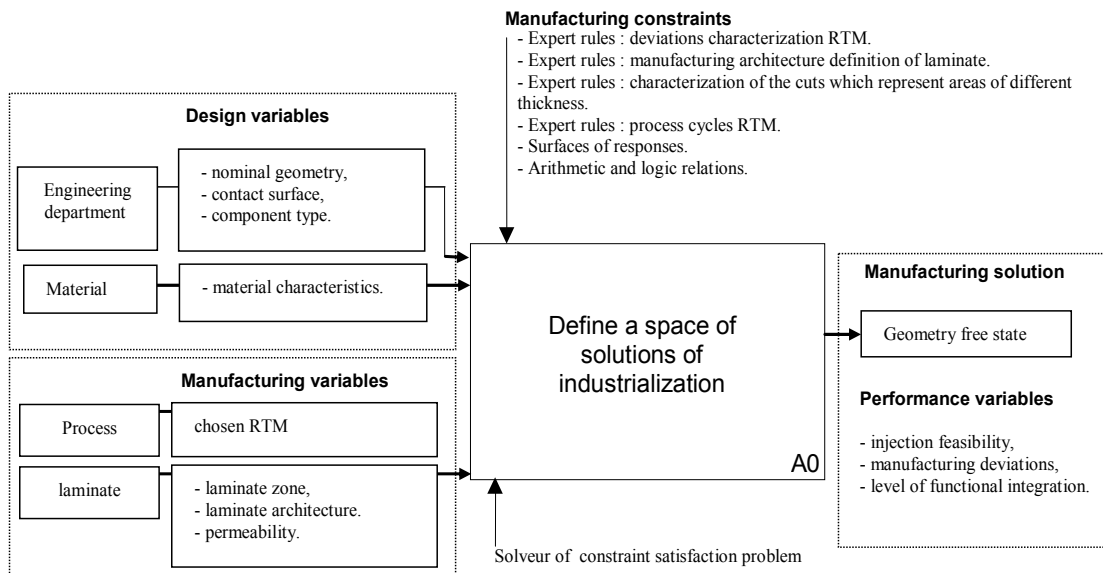 Manufacturing constraints
- Expert rules : deviations characterization RTM.
- Expert rules : manufacturing architecture definition of laminate.
- Expert rules : characterization of the cuts which represent areas of different
thickness.
- Expert rules : process cycles RTM.
- Surfaces of responses.
- Arithmetic and logic relations.
Design variables
Engineering
department
- nominal geometry,
- contact surface,
- component type.
Material
- material characteristics.
Manufacturing variables
Process
chosen RTM
laminate
- laminate zone,
- laminate architecture.
- permeability.
Define a space of
solutions of
industrialization
A0
Solveur of constraint satisfaction problem
Manufacturing solution
Geometry free state
Performance variables
- injection feasibility,
- manufacturing deviations,
- level of functional integration.